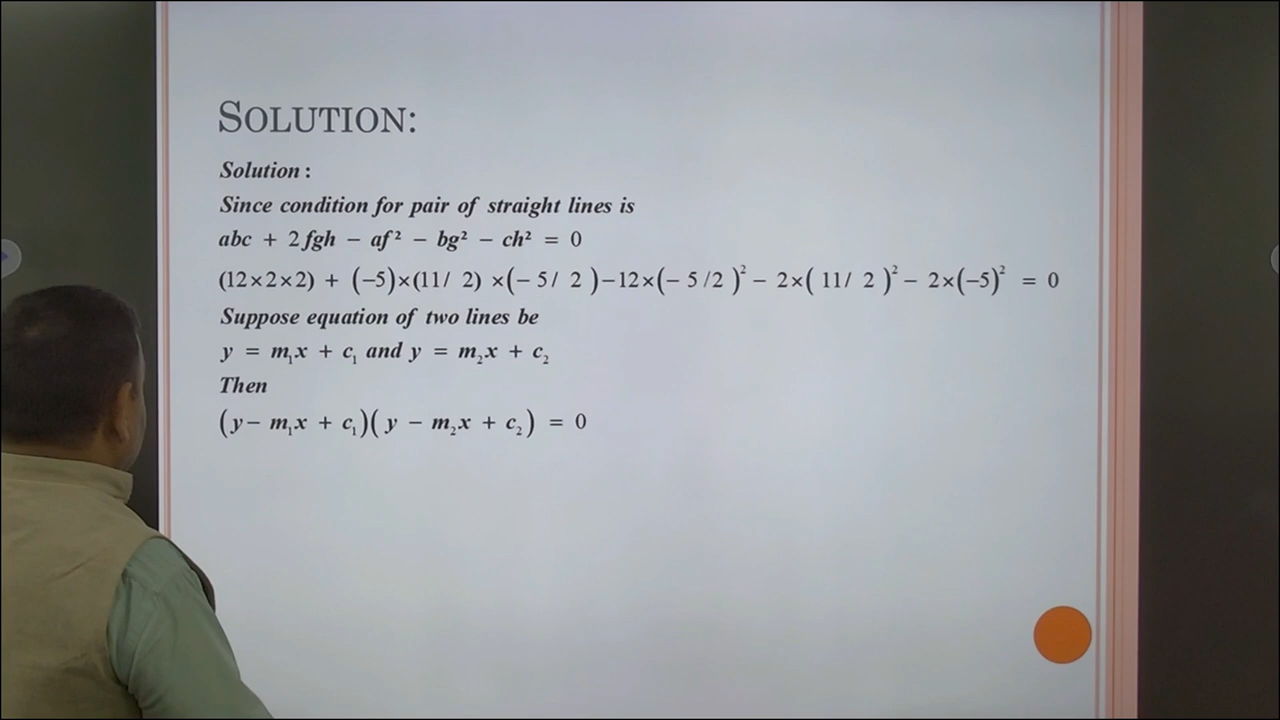 SOLUTION:
Solution :
Since condition for pair of straight lines is
abc + 2fgh − af² − bg² − ch² = 0
(12×2×2) + (−5)×(11/ 2) ×(− 5/ 2 )−12×(− 5/2 )² − 2×( 11/ 2 )² − 2×(−5)² = 0
Suppose equation of two lines be
y = m₁x + c₁ and y = m₂x + c₂
Then
(y− m₁x + c₁)( y − m₂x + c₂) = 0